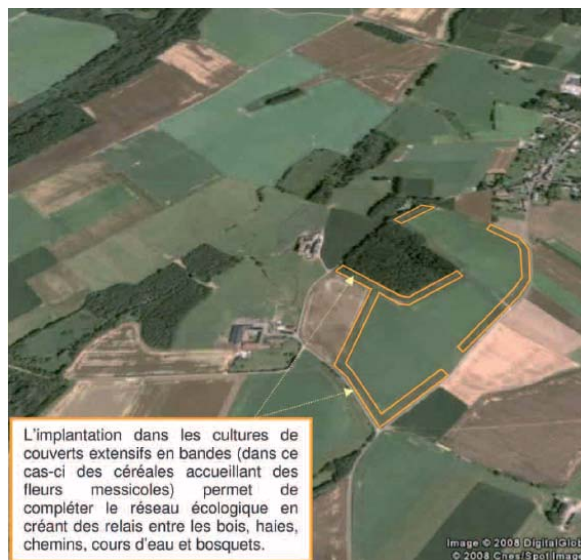 L'implantation dans les cultures de
couverts extensifs en bandes (dans ce
cas-ci des céréales accueillant des
fleurs messicoles) permet de
compléter le réseau écologique en
créant des relais entre les bois, haies,
chemins, cours d'eau et bosquets.
Image © 2008 DigitalGlob
© 2008 Cnes/Spot Image